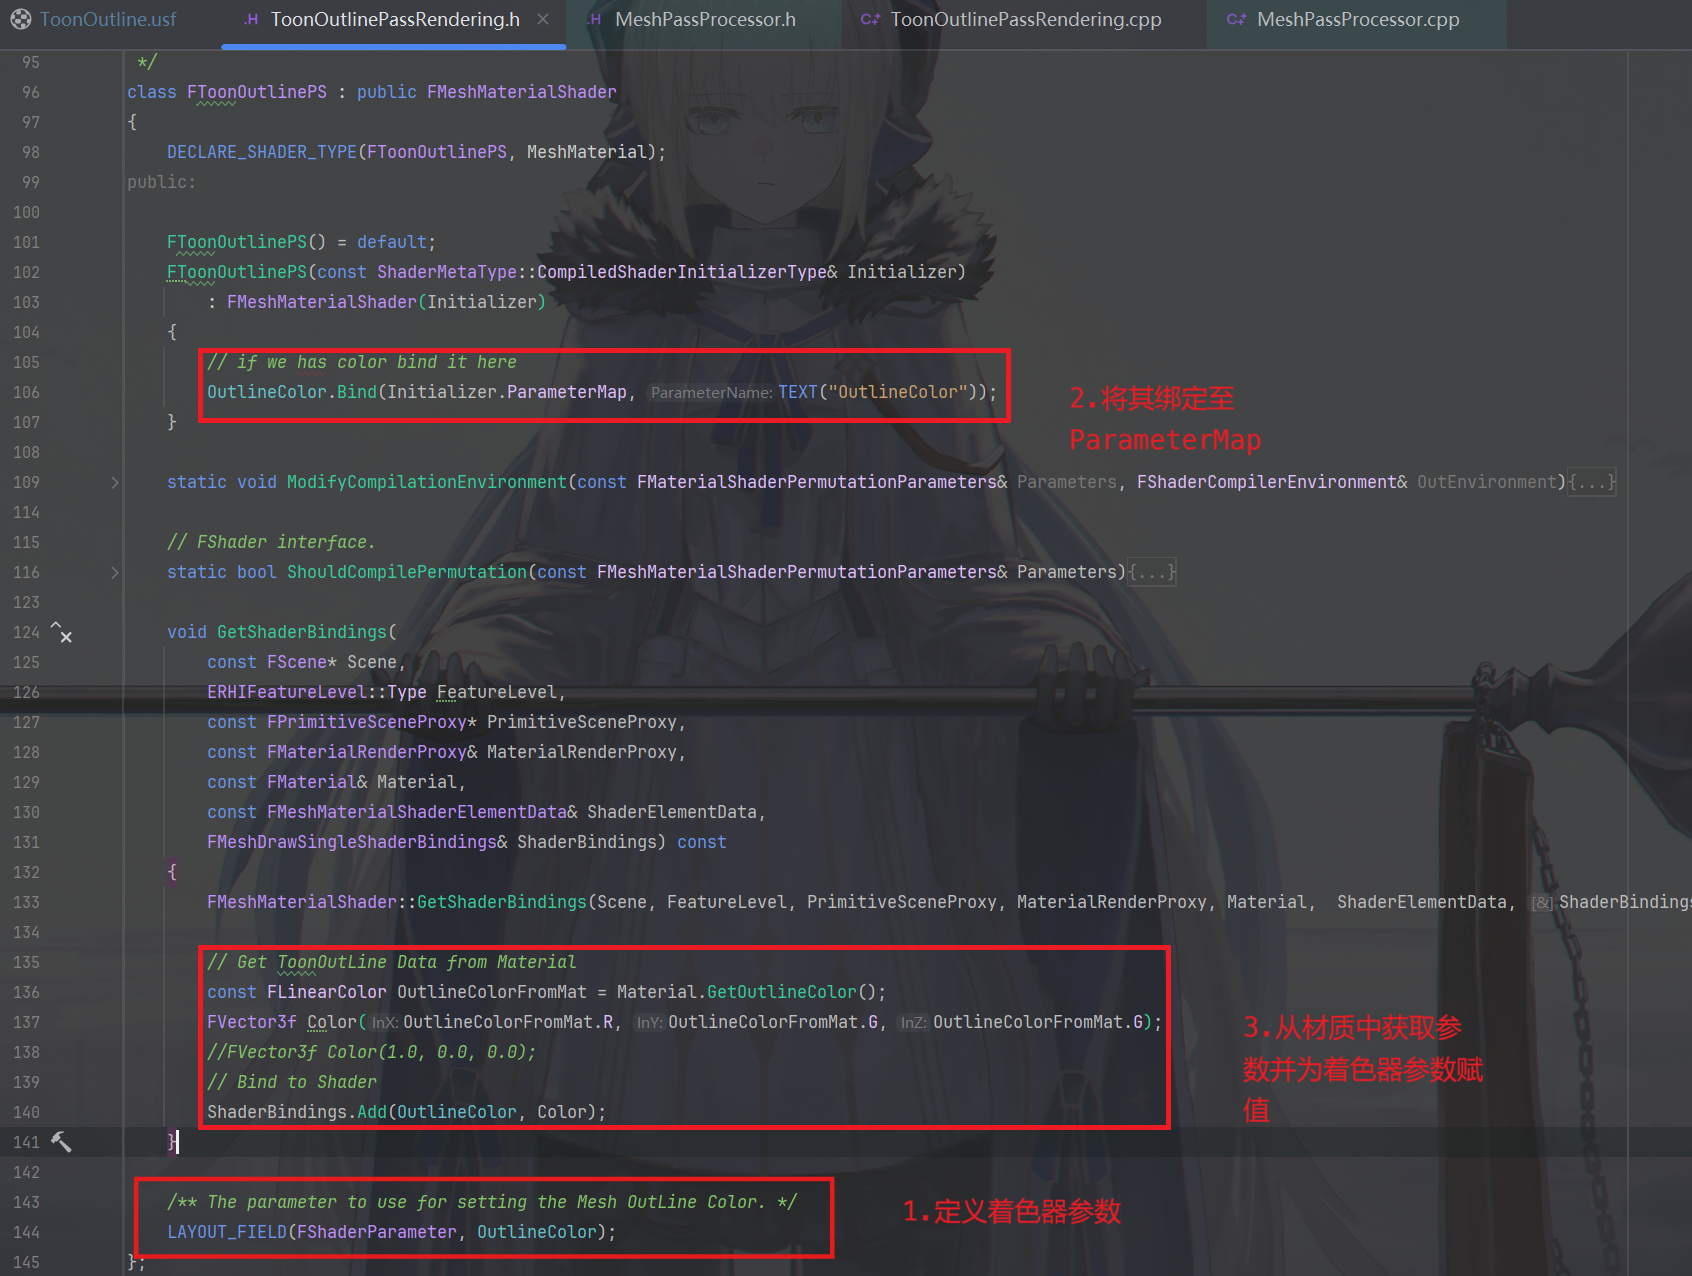 ToonOutline.usf
.H ToonOutlinePassRendering.h ×
.H MeshPassProcessor.h
C+ ToonOutlinePassRendering.cpp
C+ MeshPassProcessor.cpp
95 */
96 class FToonOutlinePS : public FMeshMaterialShader
97 {
98 DECLARE_SHADER_TYPE(FToonOutlinePS, MeshMaterial);
99 public:
100
101 FToonOutlinePS() = default;
102 FToonOutlinePS(const ShaderMetaType::CompiledShaderInitializerType& Initializer)
103 : FMeshMaterialShader(Initializer)
104 {
105 // if we has color bind it here
106 OutlineColor.Bind(Initializer.ParameterMap, ParameterName: TEXT("OutlineColor"));
107 }
2.将其绑定至
ParameterMap
108
109 static void ModifyCompilationEnvironment(const FMaterialShaderPermutationParameters& Parameters, FShaderCompilerEnvironment& OutEnvironment){...}
114
115 // FShader interface.
116 static bool ShouldCompilePermutation(const FMeshMaterialShaderPermutationParameters& Parameters){...}
123
124 void GetShaderBindings(
125 const FScene* Scene,
126 ERHIFeatureLevel::Type FeatureLevel,
127 const FPrimitiveSceneProxy* PrimitiveSceneProxy,
128 const FMaterialRenderProxy& MaterialRenderProxy,
129 const FMaterial& Material,
130 const FMeshMaterialShaderElementData& ShaderElementData,
131 FMeshDrawSingleShaderBindings& ShaderBindings) const
132 {
133 FMeshMaterialShader::GetShaderBindings(Scene, FeatureLevel, PrimitiveSceneProxy, MaterialRenderProxy, Material, ShaderElementData, [&]ShaderBindings
134
135 // Get ToonOutLine Data from Material
136 const FLinearColor OutlineColorFromMat = Material.GetOutlineColor();
137 FVector3f Color( InX: OutlineColorFromMat.R, InY: OutlineColorFromMat.G, InZ: OutlineColorFromMat.G);
138 //FVector3f Color(1.0, 0.0, 0.0);
139 // Bind to Shader
140 ShaderBindings.Add(OutlineColor, Color);
3.从材质中获取参
数并为着色器参数赋
值
141 }
142
143 /** The parameter to use for setting the Mesh OutLine Color. */
144 LAYOUT_FIELD(FShaderParameter, OutlineColor);
1.定义着色器参数
145 };